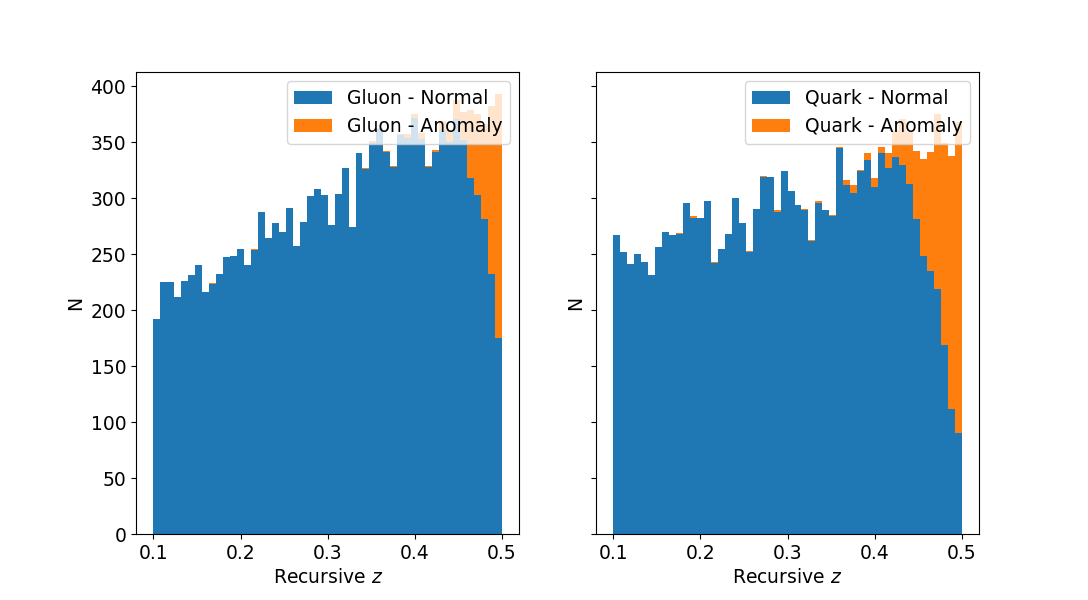 Gluon - Normal
Gluon - Anomaly
400
350
300
250
200
150
100
50
0
N
0.1
0.2
0.3
0.4
0.5
Recursive z
Quark - Normal
Quark - Anomaly
N
0.1
0.2
0.3
0.4
0.5
Recursive z